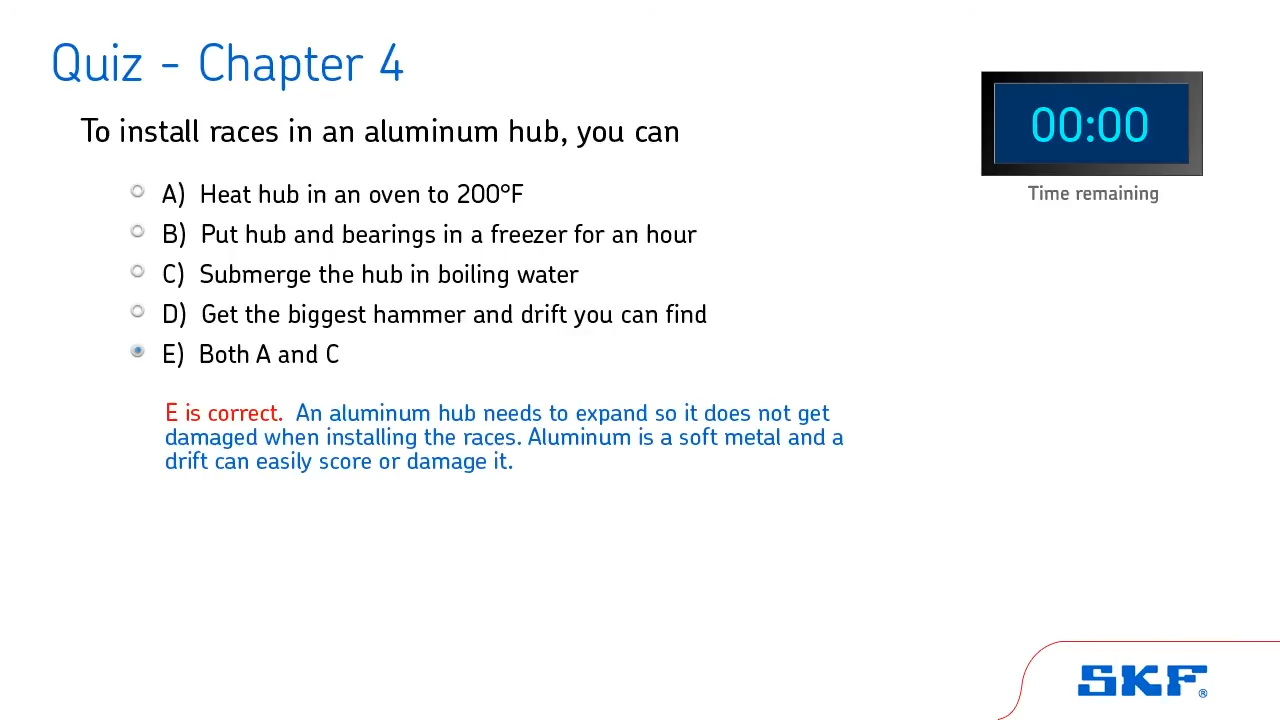 Quiz - Chapter 4
00:00
Time remaining
To install races in an aluminum hub, you can
A) Heat hub in an oven to 200°F
B) Put hub and bearings in a freezer for an hour
C) Submerge the hub in boiling water
D) Get the biggest hammer and drift you can find
E) Both A and C
E is correct. An aluminum hub needs to expand so it does not get
damaged when installing the races. Aluminum is a soft metal and a
drift can easily score or damage it.
SKF®